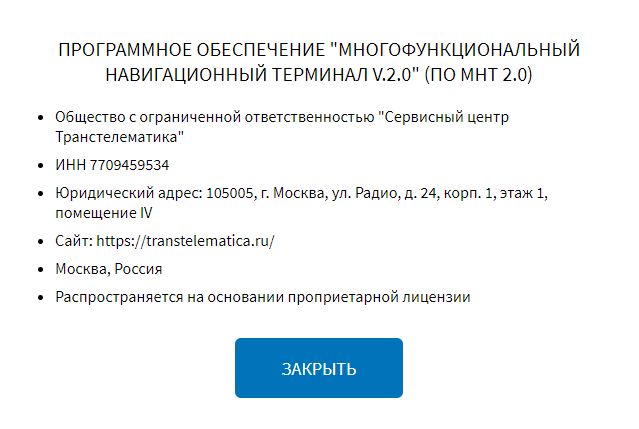 ПРОГРАММНОЕ ОБЕСПЕЧЕНИЕ "МНОГОФУНКЦИОНАЛЬНЫЙ
НАВИГАЦИОННЫЙ ТЕРМИНАЛ V.2.0" (ПО МНТ 2.0)
• Общество с ограниченной ответственностью "Сервисный центр
Транстелематика"
• ИНН 7709459534
• Юридический адрес: 105005, г. Москва, ул. Радио, д. 24, корп. 1, этаж 1,
помещение IV
• Сайт: https://transtelematica.ru/
• Москва, Россия
• Распространяется на основании проприетарной лицензии
ЗАКРЫТЬ